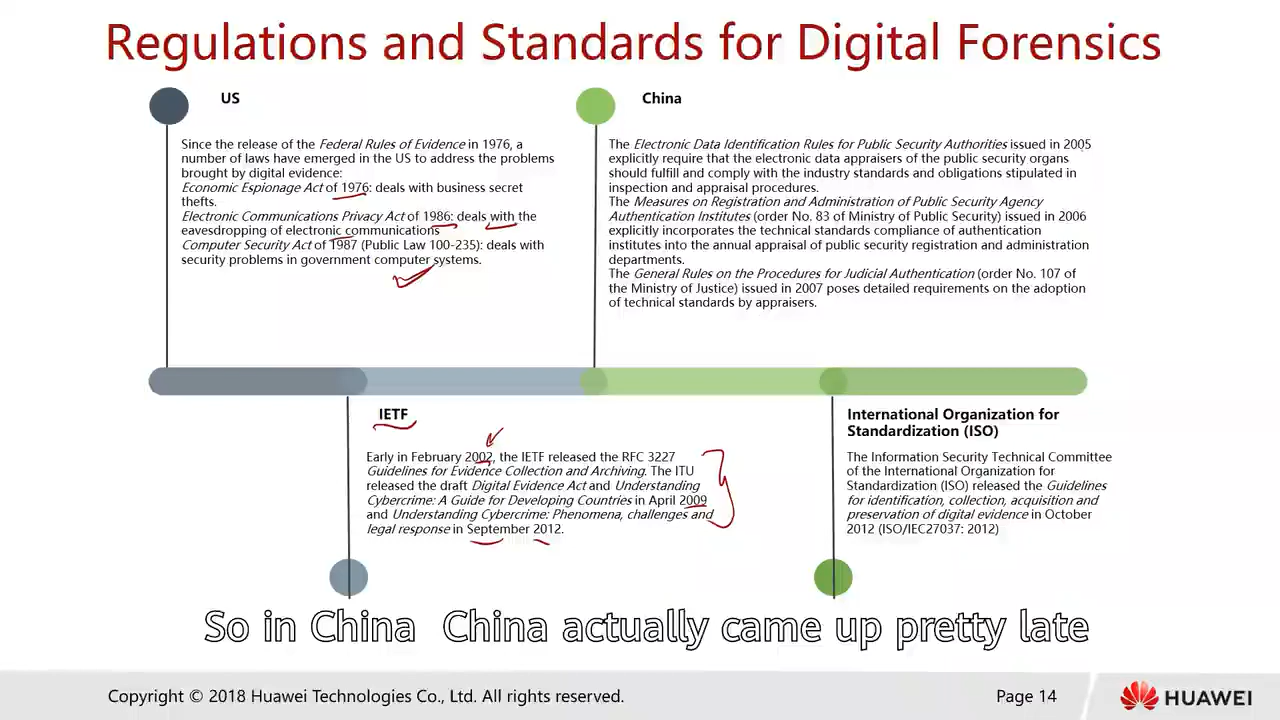 Regulations and Standards for Digital Forensics
US
Since the release of the Federal Rules of Evidence in 1976, a
number of laws have emerged in the US to address the problems
brought by digital evidence:
Economic Espionage Act of 1976: deals with business secret
thefts.
Electronic Communications Privacy Act of 1986: deals with the
eavesdropping of electronic communications
Computer Security Act of 1987 (Public Law 100-235): deals with
security problems in government computer systems.
China
The Electronic Data Identification Rules for Public Security Authorities issued in 2005
explicitly require that the electronic data appraisers of the public security organs
should fulfill and comply with the industry standards and obligations stipulated in
inspection and appraisal procedures.
The Measures on Registration and Administration of Public Security Agency
Authentication Institutes (order No. 83 of Ministry of Public Security) issued in 2006
explicitly incorporates the technical standards compliance of authentication
institutes into the annual appraisal of public security registration and administration
departments.
The General Rules on the Procedures for Judicial Authentication (order No. 107 of
the Ministry of Justice) issued in 2007 poses detailed requirements on the adoption
of technical standards by appraisers.
IETF
Early in February 2002, the IETF released the RFC 3227
Guidelines for Evidence Collection and Archiving. The ITU
released the draft Digital Evidence Act and Understanding
Cybercrime: A Guide for Developing Countries in April 2009
and Understanding Cybercrime: Phenomena, challenges and
legal response in September 2012.
International Organization for
Standardization (ISO)
The Information Security Technical Committee
of the International Organization for
Standardization (ISO) released the Guidelines
for identification, collection, acquisition and
preservation of digital evidence in October
2012 (ISO/IEC27037: 2012)
So in China China actually came up pretty late
Copyright © 2018 Huawei Technologies Co., Ltd. All rights reserved.
Page 14
HUAWEI